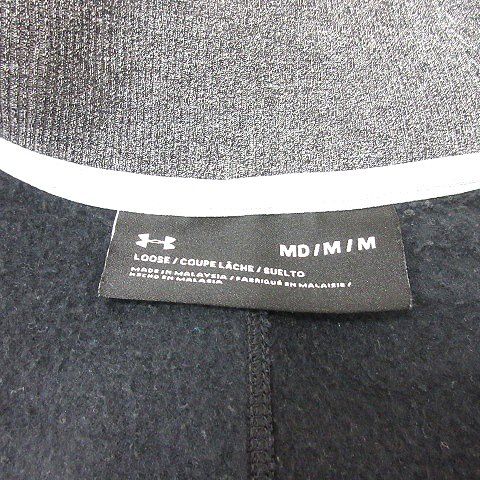 MD / M / M
LOOSE / COUPE LÂCHE / SUELTO
MADE IN MALAYSIA / FABRIQUÉ EN MALAISIE /
HECHO EN MALASIA